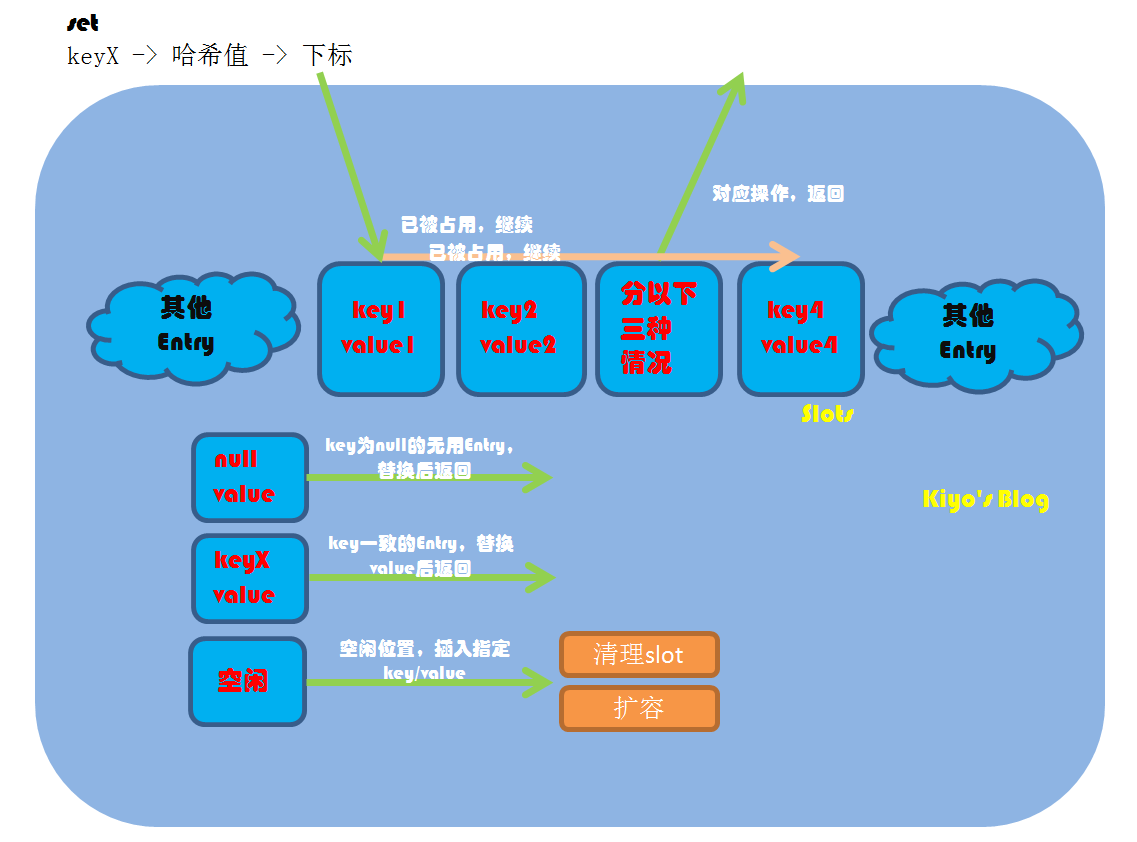 set
keyX -> 哈希值 -> 下标
对应操作，返回
已被占用，继续
已被占用，继续
其他
Entry
key1
value1
key2
value2
分以下
三种
情况
key4
value4
其他
Entry
Slots
null
value
key为null的无用Entry，
替换后返回
Kiyo's Blog
keyX
value
key一致的Entry，替换
value后返回
空闲
空闲位置，插入指定
key/value
清理slot
扩容